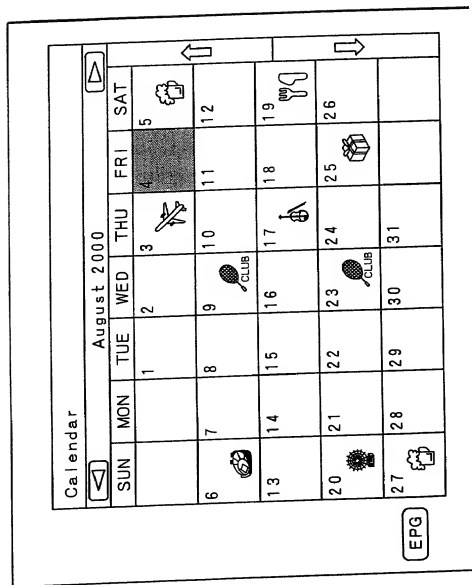 Calendar
August 2000
SUN MON TUE WED THU FRI SAT
1 2 3 4 5
6 7 8 9 CLUB 10 11 12
13 14 15 16 17 18 19
20 21 22 23 CLUB 24 25 26
27 28 29 30 31
EPG